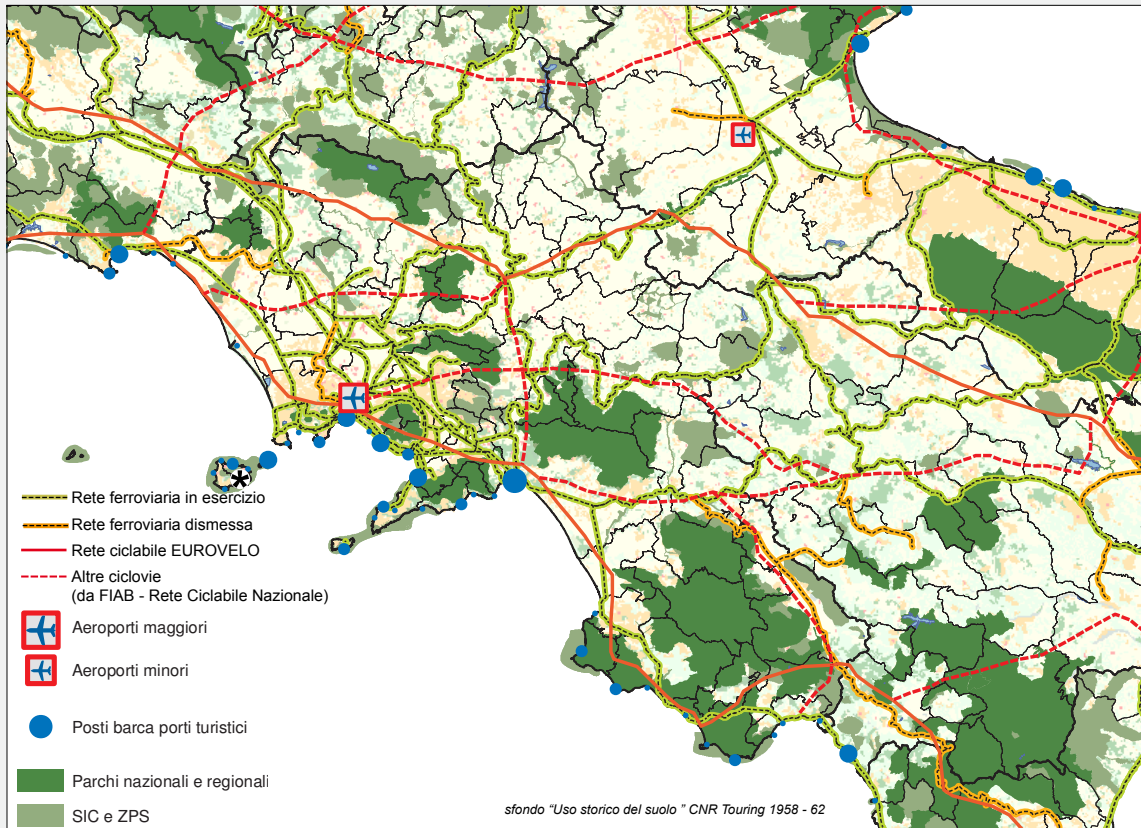 Rete ferroviaria in esercizio
Rete ferroviaria dismessa
Rete ciclabile EUROVELO
Altre ciclovie
(da FIAB - Rete Ciclabile Nazionale)
Aeroporti maggiori
Aeroporti minori
Posti barca porti turistici
Parchi nazionali e regionali
SIC e ZPS
sfondo “Uso storico del suolo ” CNR Touring 1958 - 62
*